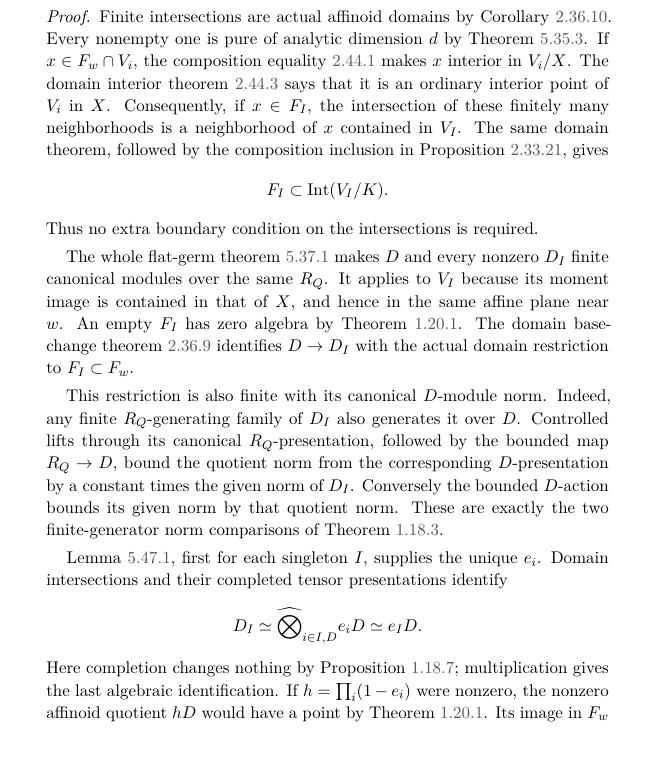 Proof. Finite intersections are actual affinoid domains by Corollary 2.36.10.
Every nonempty one is pure of analytic dimension d by Theorem 5.35.3. If
x ∈ F_w ∩ V_i, the composition equality 2.44.1 makes x interior in V_i/X. The
domain interior theorem 2.44.3 says that it is an ordinary interior point of
V_i in X. Consequently, if x ∈ F_I, the intersection of these finitely many
neighborhoods is a neighborhood of x contained in V_I. The same domain
theorem, followed by the composition inclusion in Proposition 2.33.21, gives
F_I ⊂ Int(V_I/K).
Thus no extra boundary condition on the intersections is required.
The whole flat-germ theorem 5.37.1 makes D and every nonzero D_I finite
canonical modules over the same R_Q. It applies to V_I because its moment
image is contained in that of X, and hence in the same affine plane near
w. An empty F_I has zero algebra by Theorem 1.20.1. The domain base-
change theorem 2.36.9 identifies D → D_I with the actual domain restriction
to F_I ⊂ F_w.
This restriction is also finite with its canonical D-module norm. Indeed,
any finite R_Q-generating family of D_I also generates it over D. Controlled
lifts through its canonical R_Q-presentation, followed by the bounded map
R_Q → D, bound the quotient norm from the corresponding D-presentation
by a constant times the given norm of D_I. Conversely the bounded D-action
bounds its given norm by that quotient norm. These are exactly the two
finite-generator norm comparisons of Theorem 1.18.3.
Lemma 5.47.1, first for each singleton I, supplies the unique e_i. Domain
intersections and their completed tensor presentations identify
D_I ≃ \widehat{⊗}_{i∈I,D} e_iD ≃ e_ID.
Here completion changes nothing by Proposition 1.18.7; multiplication gives
the last algebraic identification. If h = ∏_i(1 − e_i) were nonzero, the nonzero
affinoid quotient hD would have a point by Theorem 1.20.1. Its image in F_w